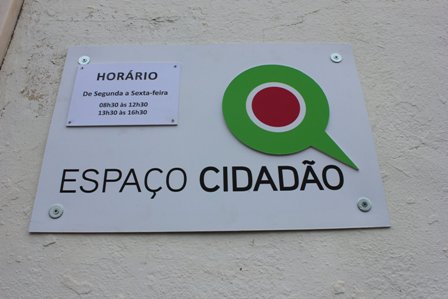 HORÁRIO
De Segunda a Sexta-feira
08h30 às 12h30
13h30 às 16h30
ESPAÇO CIDADÃO